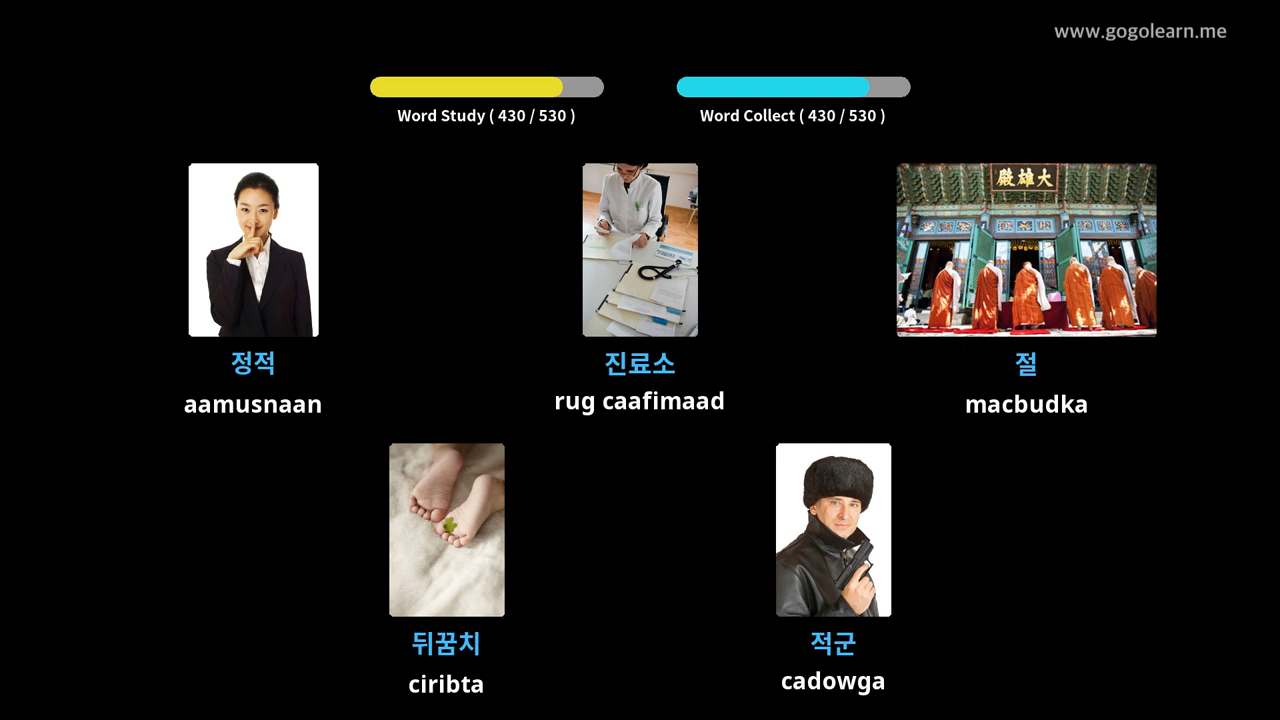 www.gogolearn.me
Word Study ( 430 / 530 )
Word Collect ( 430 / 530 )
大雄殿
정적
aamusnaan
진료소
rug caafimaad
절
macbudka
뒤꿈치
ciribta
적군
cadowga